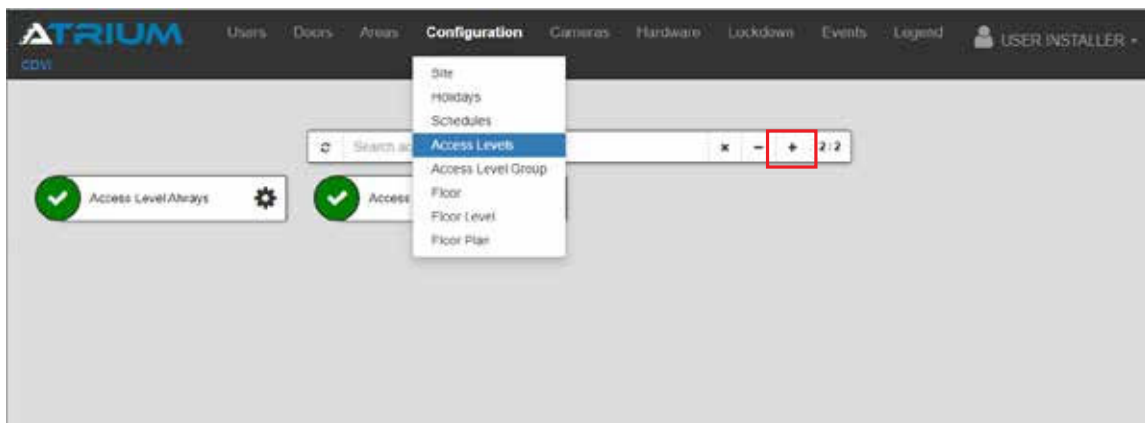 ATRIUM
Users Doors Areas Configuration Cameras Hardware Lockdown Events Legend USER INSTALLER
CDVI
Site
Holidays
Schedules
Search ac
Access Levels
2 / 2
Access Level Group
Access Level Always
Access
Floor
Floor Level
Floor Plan